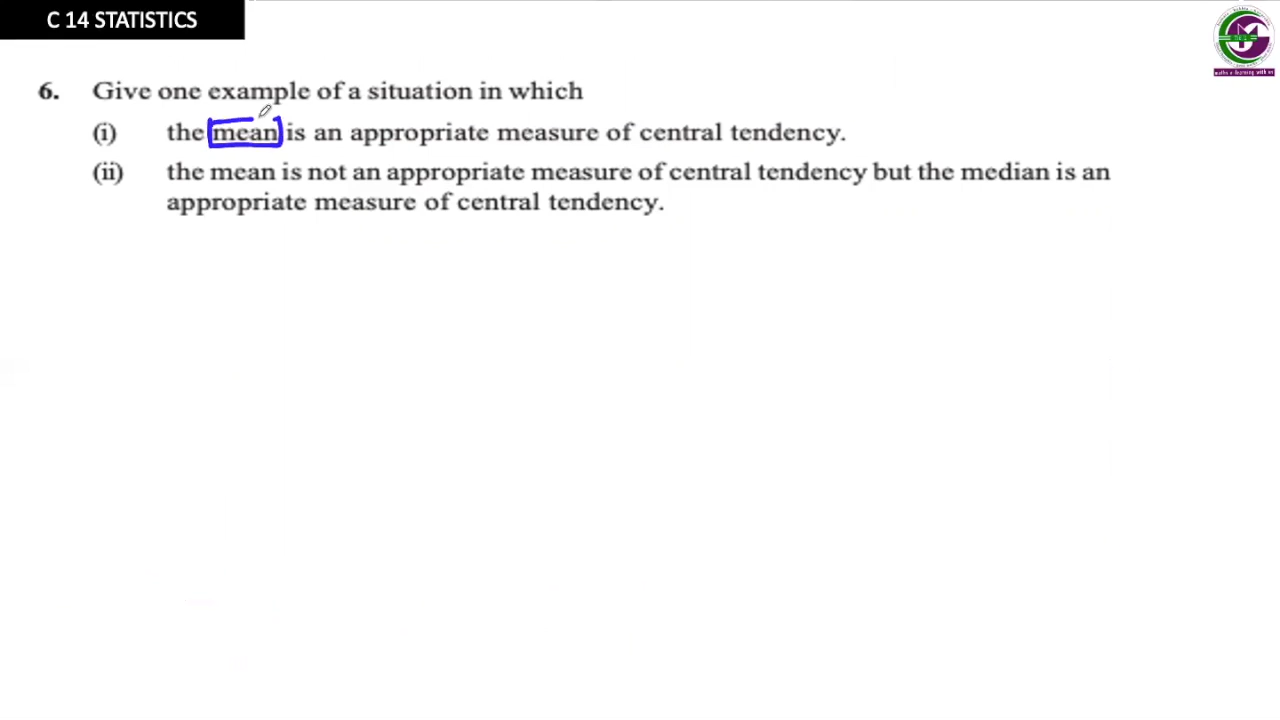 C 14 STATISTICS
6. Give one example of a situation in which
(i) the mean is an appropriate measure of central tendency.
(ii) the mean is not an appropriate measure of central tendency but the median is an
appropriate measure of central tendency.